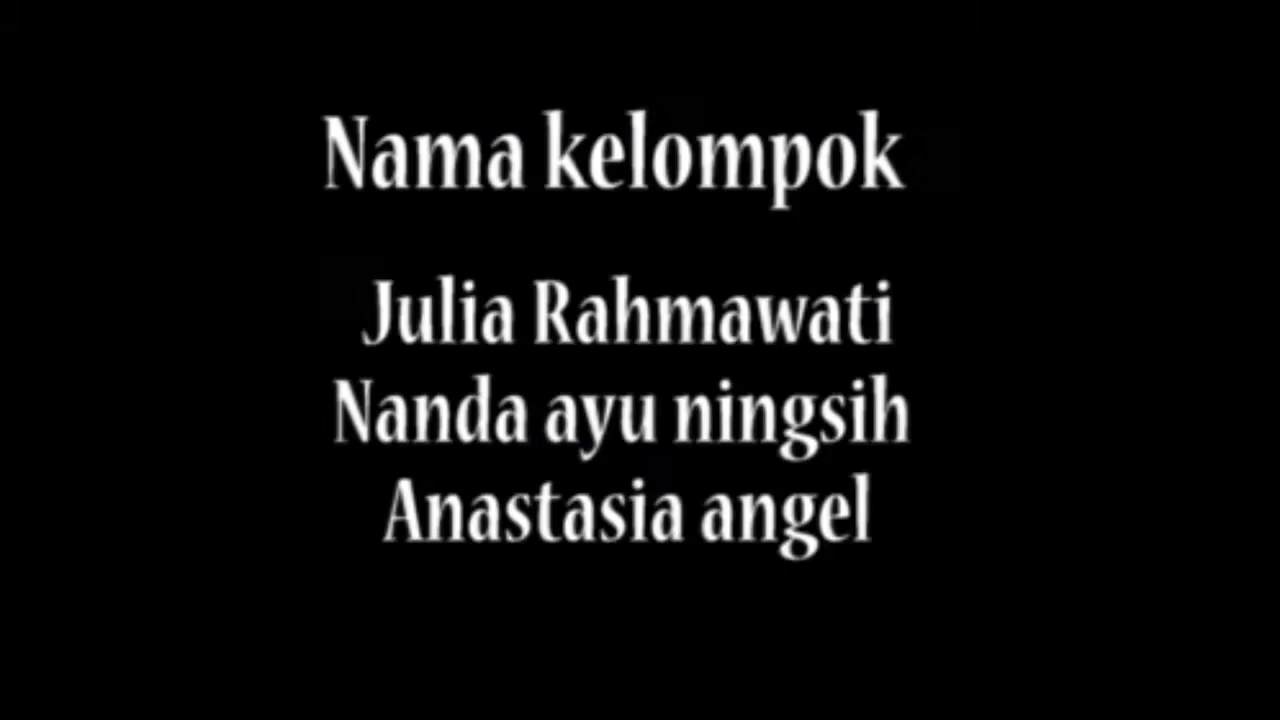 Nama kelompok
Julia Rahmawati
Nanda ayu ningsih
Anastasia angel